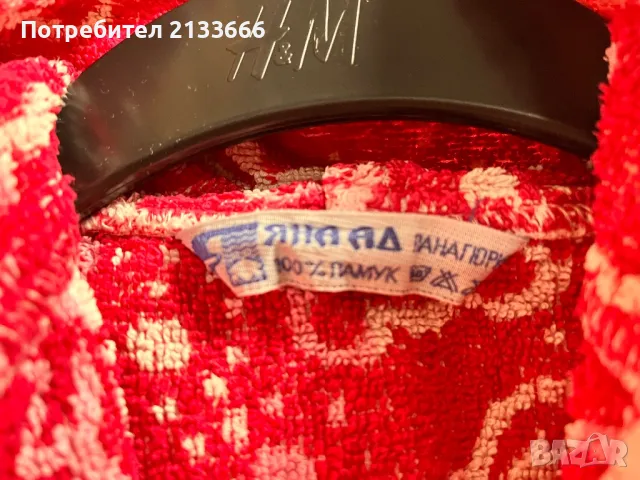 Потребител 2133666
H&M
H&M
ЯНА АД ПАНАГЮРИ
100% ПАМУК
BAZAR